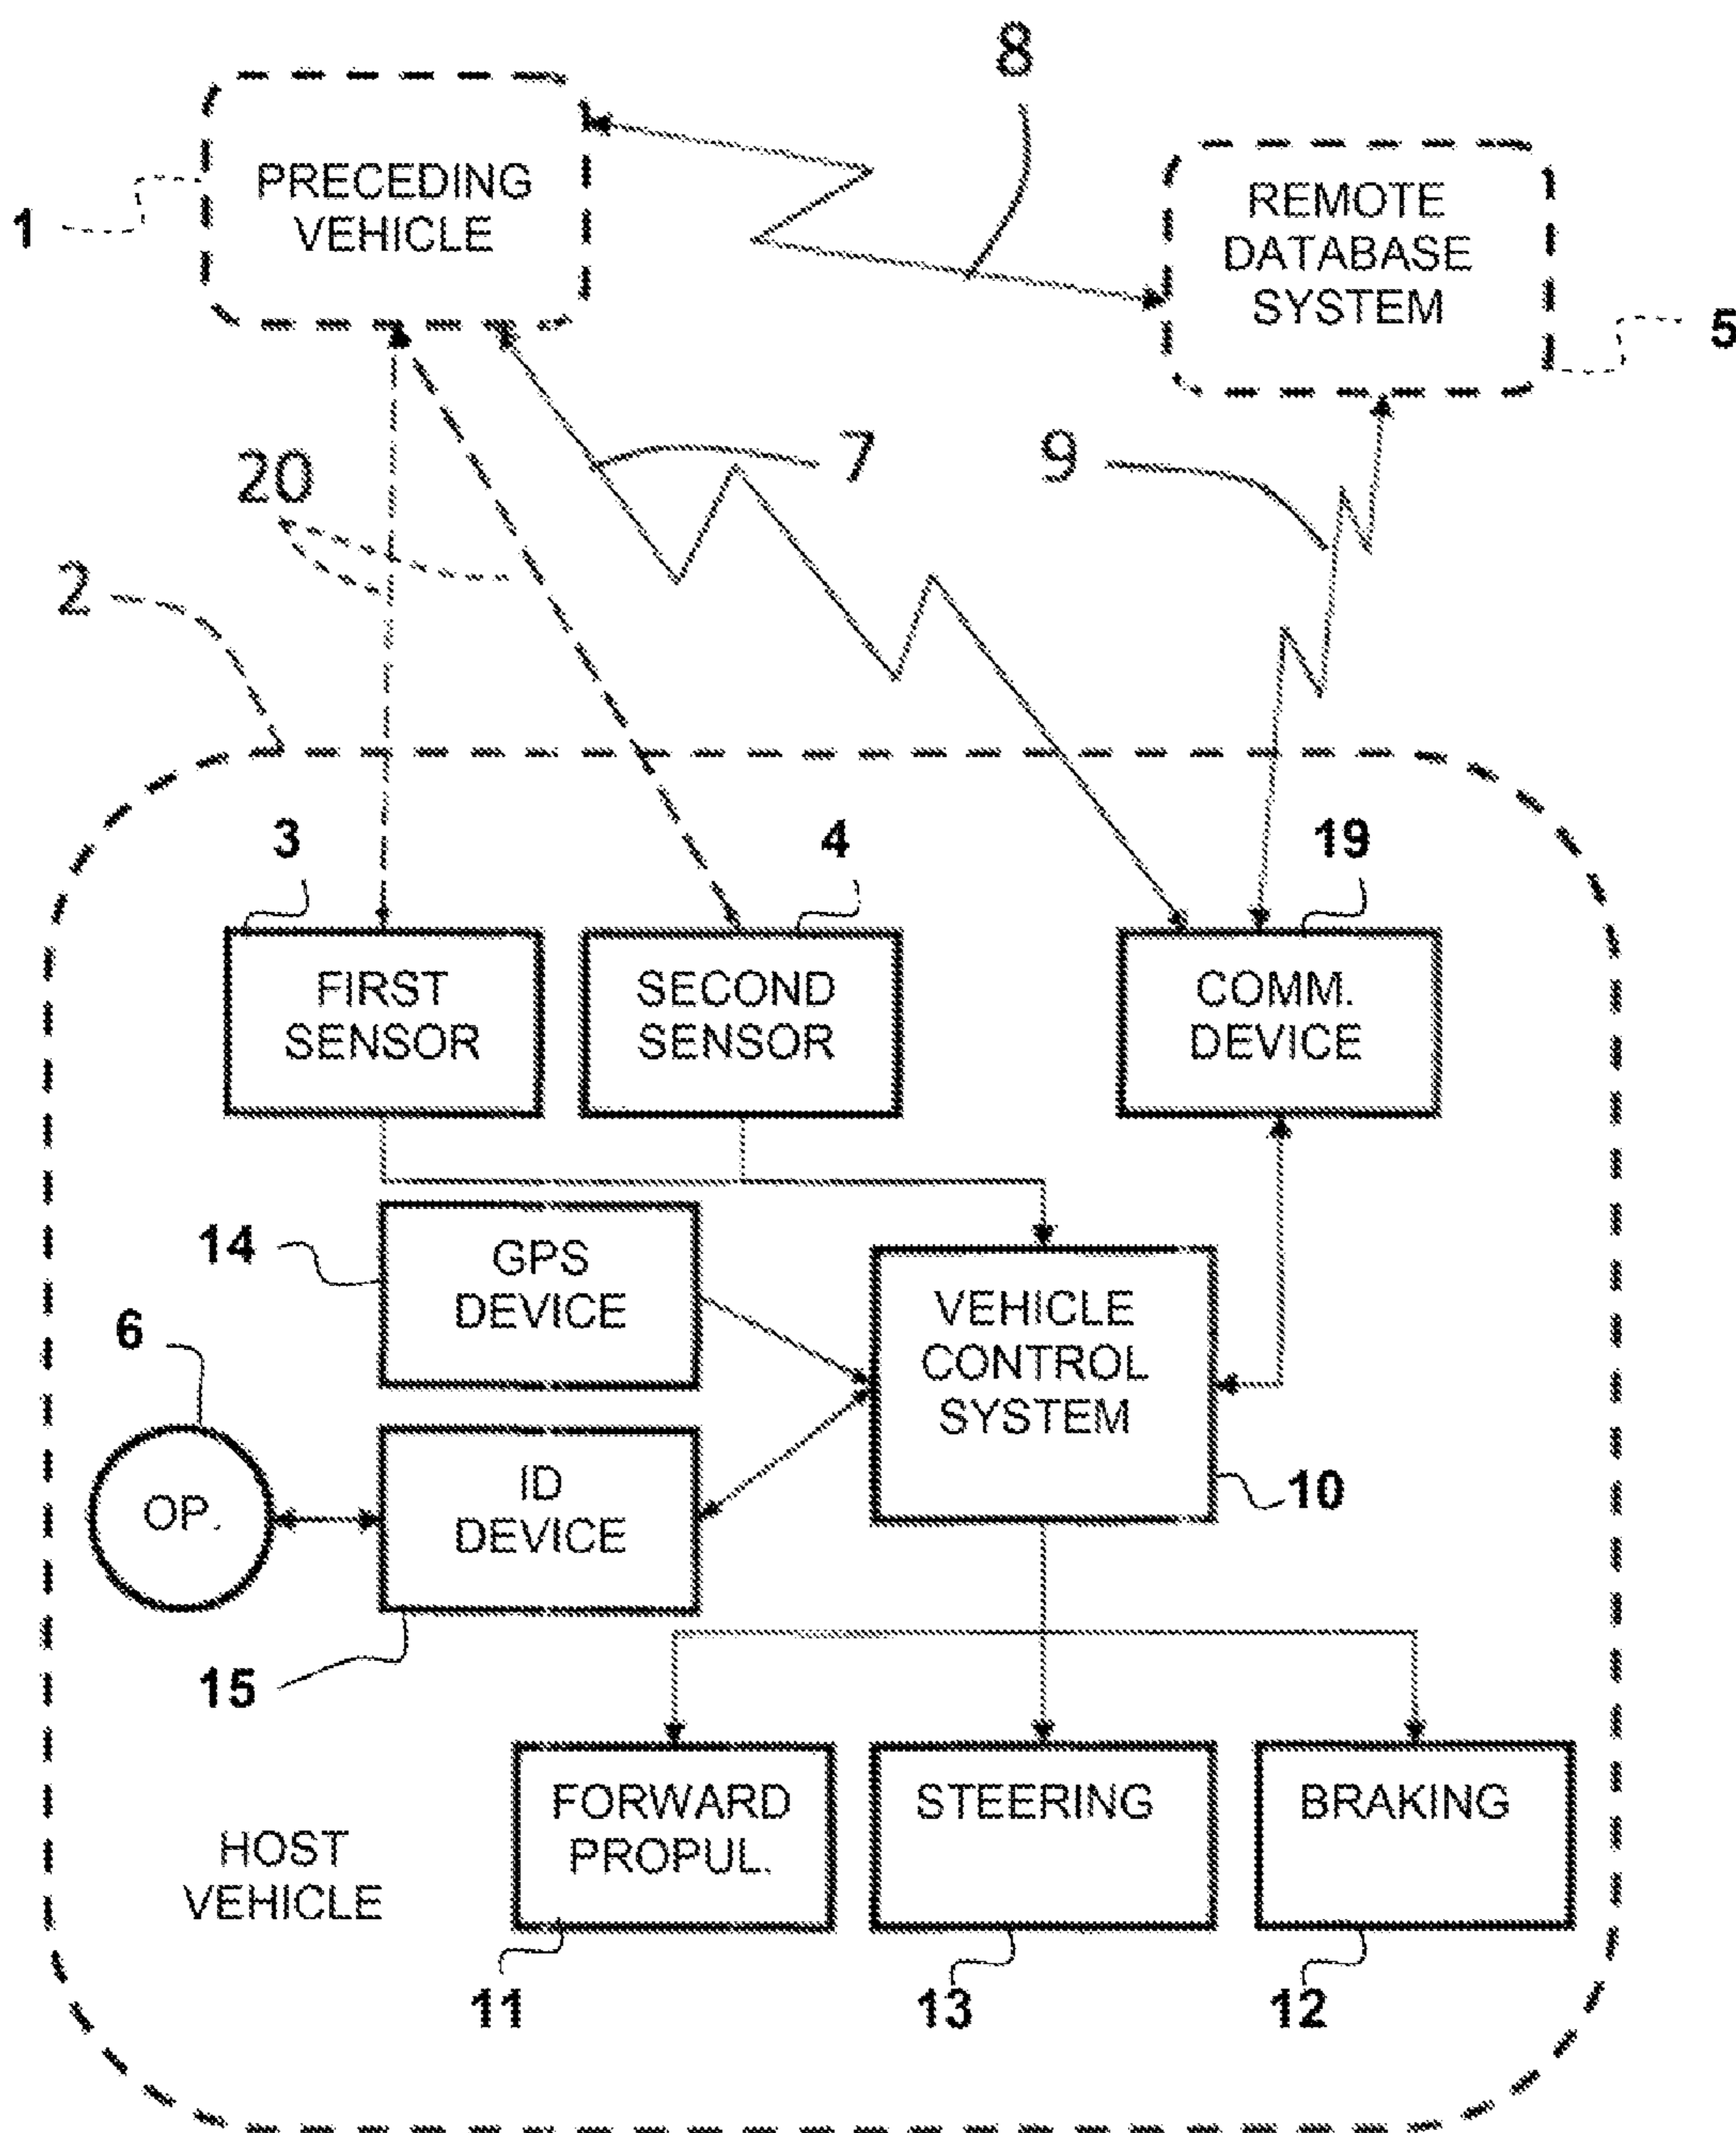 8
PRECEDING
VEHICLE
1
REMOTE
DATABASE
SYSTEM
5
7
9
20
2
3
4
19
FIRST
SENSOR
SECOND
SENSOR
COMM.
DEVICE
14
GPS
DEVICE
VEHICLE
CONTROL
SYSTEM
6
OP.
ID
DEVICE
10
15
FORWARD
PROPUL.
STEERING
BRAKING
HOST
VEHICLE
11
13
12